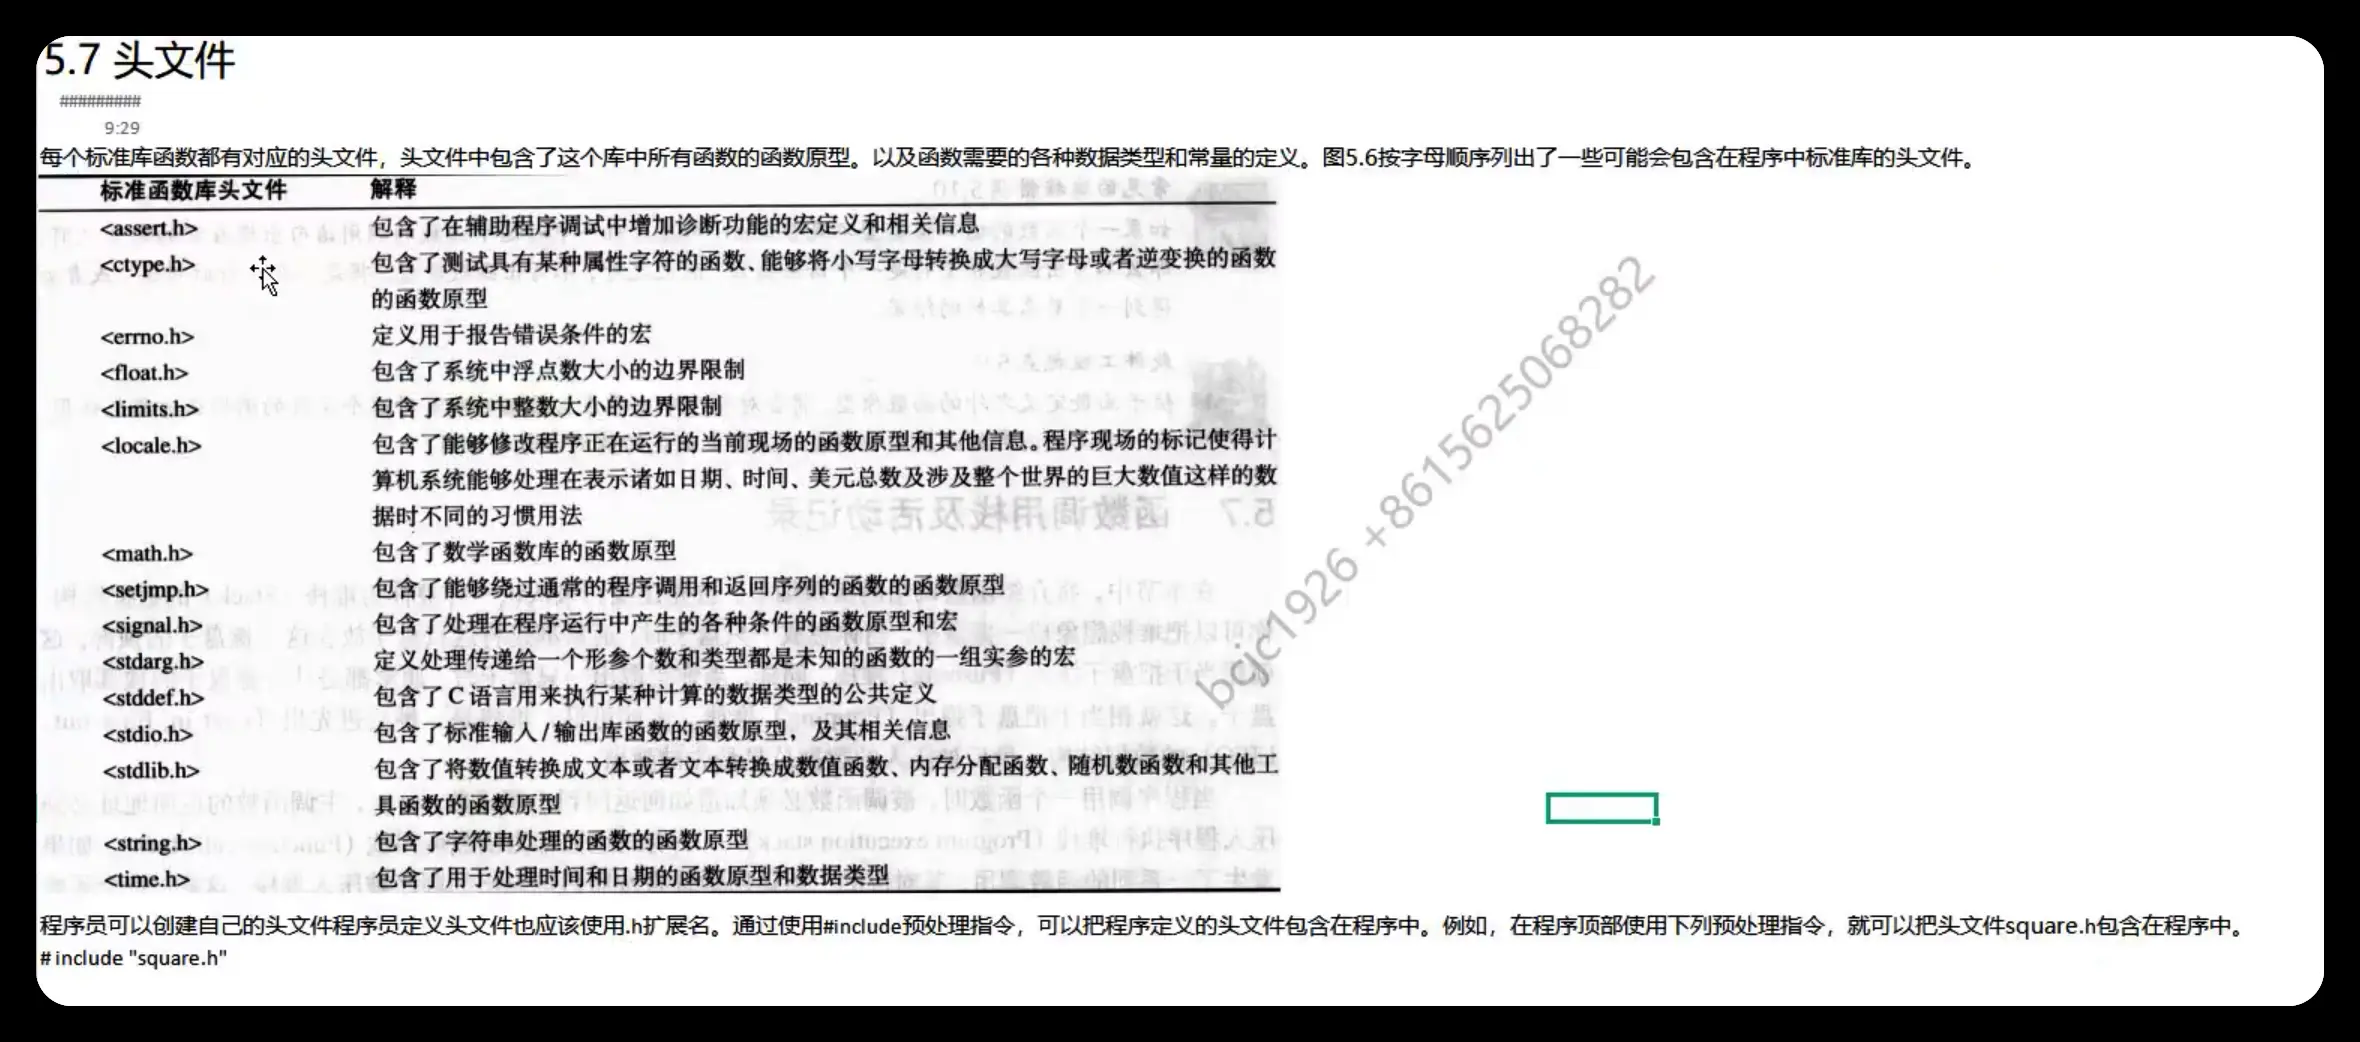 5.7 头文件
#########
9:29
每个标准库函数都有对应的头文件，头文件中包含了这个库中所有函数的函数原型。以及函数需要的各种数据类型和常量的定义。图5.6按字母顺序列出了一些可能会包含在程序中标准库的头文件。
标准函数库头文件 解释
<assert.h> 包含了在辅助程序调试中增加诊断功能的宏定义和相关信息
<ctype.h> 包含了测试具有某种属性字符的函数、能够将小写字母转换成大写字母或者逆变换的函数
的函数原型
<errno.h> 定义用于报告错误条件的宏
<float.h> 包含了系统中浮点数大小的边界限制
<limits.h> 包含了系统中整数大小的边界限制
<locale.h> 包含了能够修改程序正在运行的当前现场的函数原型和其他信息。程序现场的标记使得计
算机系统能够处理在表示诸如日期、时间、美元总数及涉及整个世界的巨大数值这样的数
据时不同的习惯用法
<math.h> 包含了数学函数库的函数原型
<setjmp.h> 包含了能够绕过通常的程序调用和返回序列的函数的函数原型
<signal.h> 包含了处理在程序运行中产生的各种条件的函数原型和宏
<stdarg.h> 定义处理传递给一个形参个数和类型都是未知的函数的一组实参的宏
<stddef.h> 包含了 C 语言用来执行某种计算的数据类型的公共定义
<stdio.h> 包含了标准输入/输出库函数的函数原型，及其相关信息
<stdlib.h> 包含了将数值转换成文本或者文本转换成数值函数、内存分配函数、随机数函数和其他工
具函数的函数原型
<string.h> 包含了字符串处理的函数的函数原型
<time.h> 包含了用于处理时间和日期的函数原型和数据类型
程序员可以创建自己的头文件程序员定义头文件也应该使用.h扩展名。通过使用#include预处理指令，可以把程序定义的头文件包含在程序中。例如，在程序顶部使用下列预处理指令，就可以把头文件square.h包含在程序中。
# include "square.h"
bcjc1926 +8615625068282